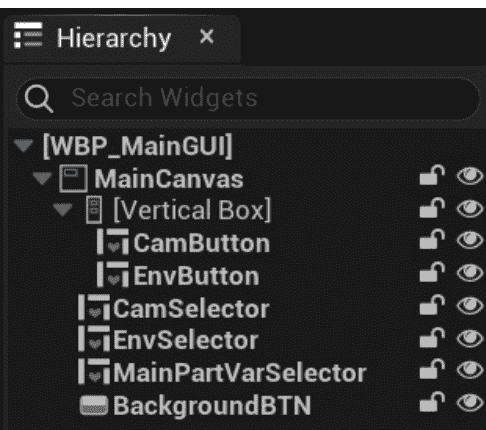 Hierarchy ×
Search Widgets
[WBP_MainGUI]
MainCanvas
[Vertical Box]
CamButton
EnvButton
CamSelector
EnvSelector
MainPartVarSelector
BackgroundBTN